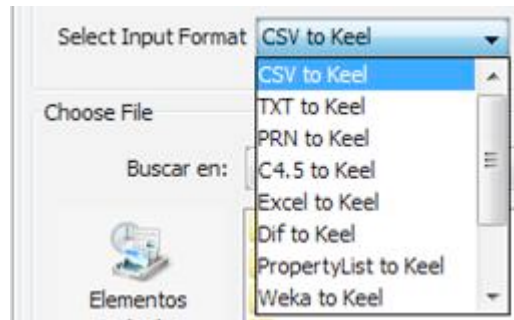 Select Input Format CSV to Keel
CSV to Keel
TXT to Keel
Choose File
PRN to Keel
C4.5 to Keel
Buscar en:
Excel to Keel
Dif to Keel
PropertyList to Keel
Elementos
Weka to Keel